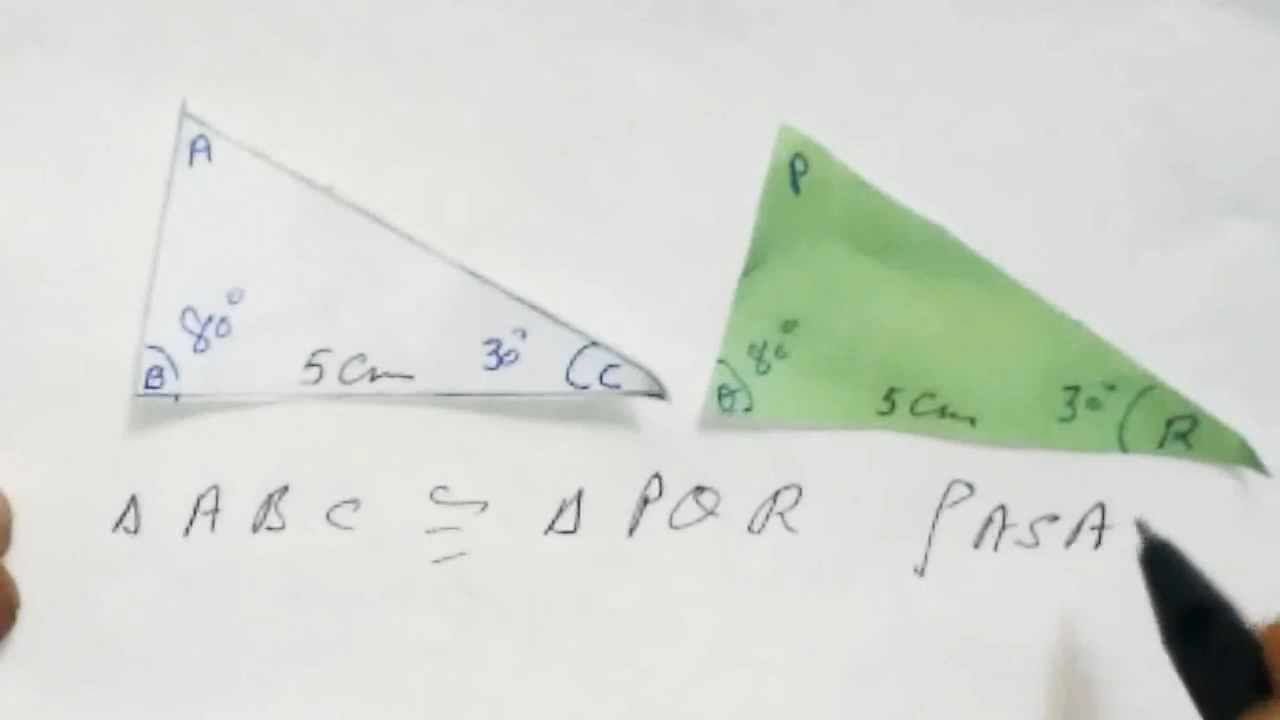 A
P
80°
80°
B
5 Cm
30°
C
Q
5 Cm
30°
R
Δ A B C ≅ Δ P Q R [ASA